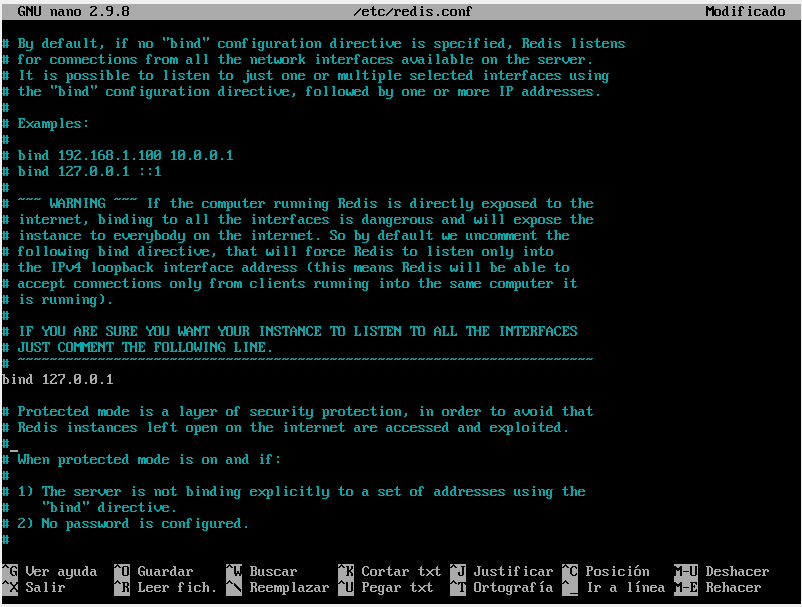 GNU nano 2.9.8 /etc/redis.conf Modificado
# By default, if no "bind" configuration directive is specified, Redis listens
# for connections from all the network interfaces available on the server.
# It is possible to listen to just one or multiple selected interfaces using
# the "bind" configuration directive, followed by one or more IP addresses.
#
# Examples:
#
# bind 192.168.1.100 10.0.0.1
# bind 127.0.0.1 ::1
#
# ~~~ WARNING ~~~ If the computer running Redis is directly exposed to the
# internet, binding to all the interfaces is dangerous and will expose the
# instance to everybody on the internet. So by default we uncomment the
# following bind directive, that will force Redis to listen only into
# the IPv4 loopback interface address (this means Redis will be able to
# accept connections only from clients running into the same computer it
# is running).
#
# IF YOU ARE SURE YOU WANT YOUR INSTANCE TO LISTEN TO ALL THE INTERFACES
# JUST COMMENT THE FOLLOWING LINE.
# ~~~~~~~~~~~~~~~~~~~~~~~~~~~~~~~~~~~~~~~~~~~~~~~~~~~~~~~~~~~~~~~~~~~~~~~~
bind 127.0.0.1
# Protected mode is a layer of security protection, in order to avoid that
# Redis instances left open on the internet are accessed and exploited.
#
# When protected mode is on and if:
#
# 1) The server is not binding explicitly to a set of addresses using the
#    "bind" directive.
# 2) No password is configured.
#
^G Ver ayuda ^O Guardar ^W Buscar ^K Cortar txt ^J Justificar ^C Posición M-U Deshacer
^X Salir ^R Leer fich. ^\ Reemplazar ^U Pegar txt ^T Ortografía ^_ Ir a línea M-E Rehacer